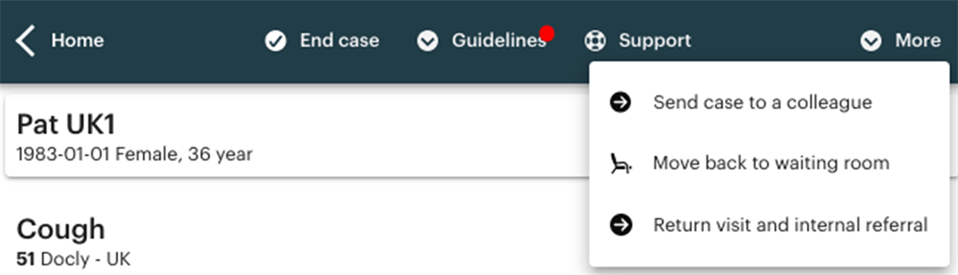 Home End case Guidelines Support More
Send case to a colleague
Pat UK1
1983-01-01 Female, 36 year
Move back to waiting room
Return visit and internal referral
Cough
51 Docly - UK